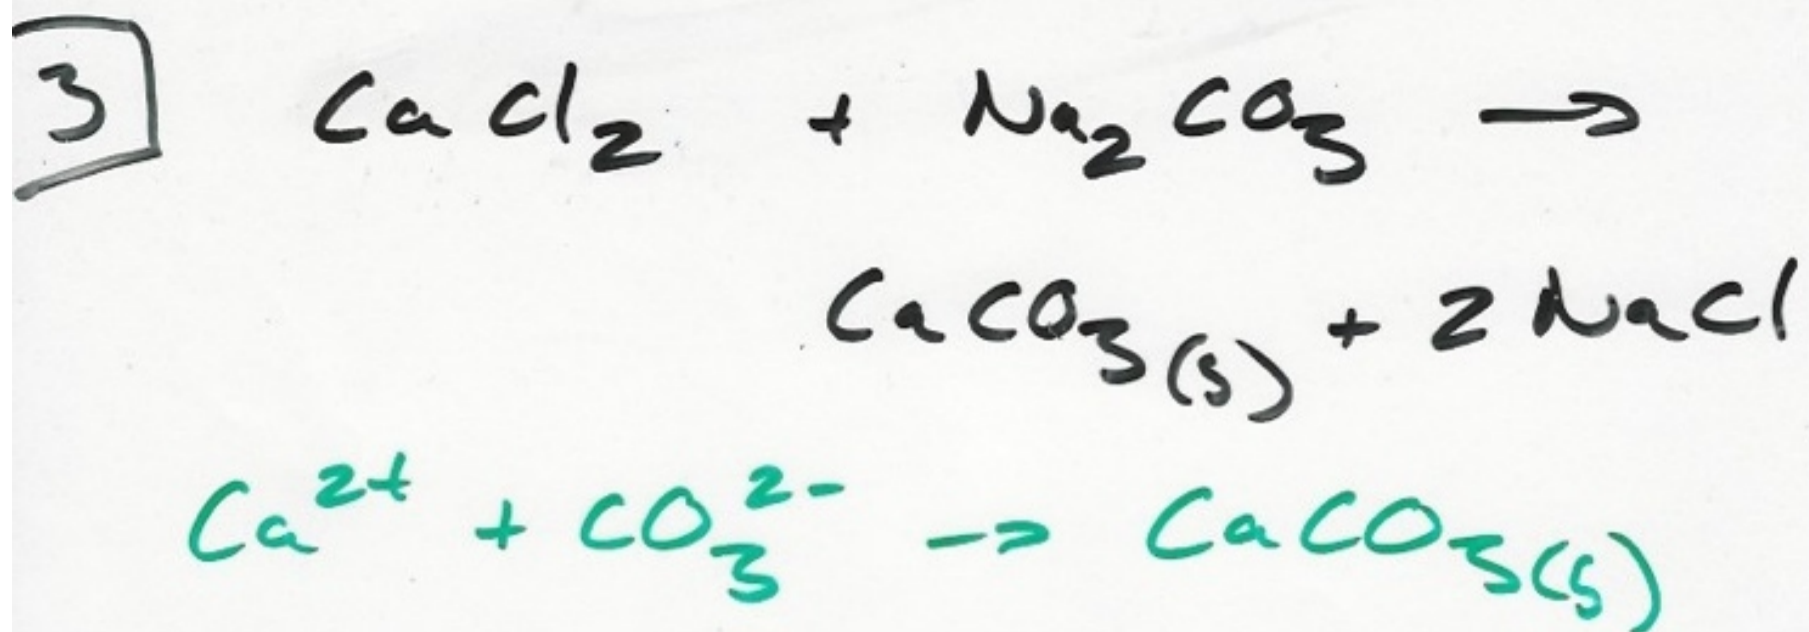 3 CaCl₂ + Na₂CO₃ →
CaCO₃(s) + 2 NaCl
Ca²⁺ + CO₃²⁻ → CaCO₃(s)